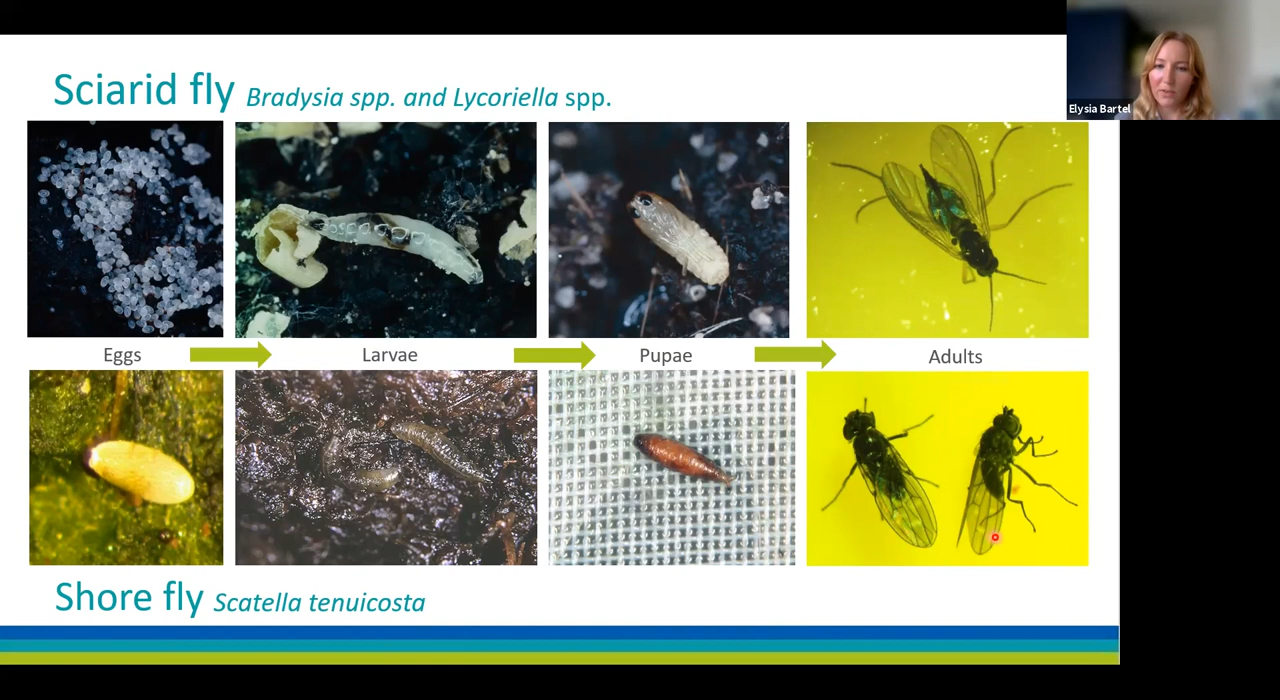 Elysia Bartel
Sciarid fly Bradysia spp. and Lycoriella spp.
Eggs Larvae Pupae Adults
Shore fly Scatella tenuicosta